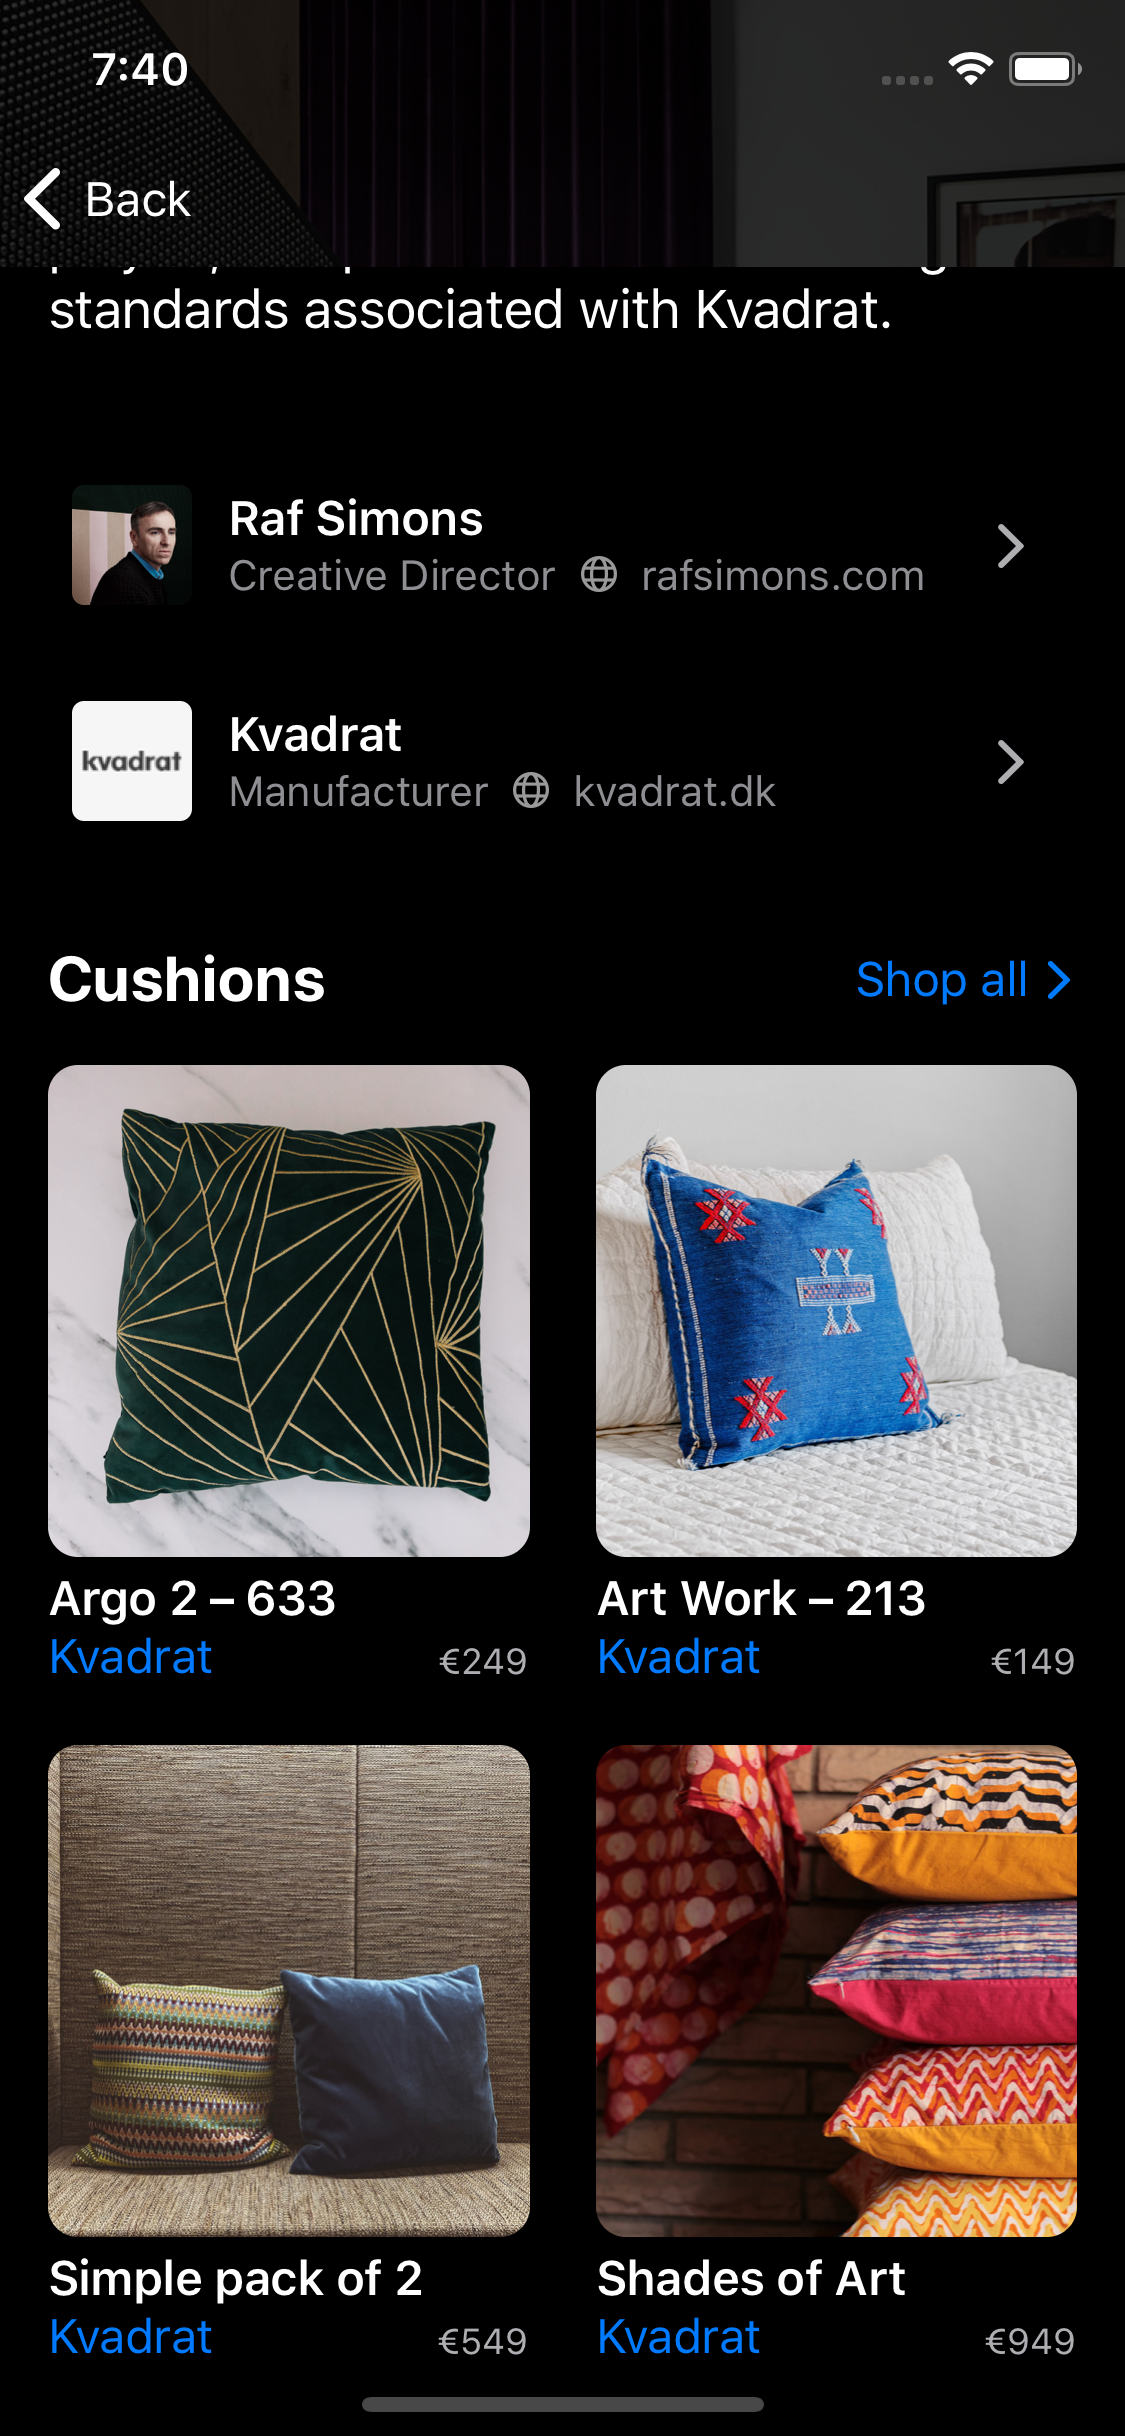 7:40
Back
standards associated with Kvadrat.
Raf Simons
Creative Director rafsimons.com
kvadrat
Kvadrat
Manufacturer kvadrat.dk
Cushions
Shop all
Argo 2 – 633
Kvadrat €249
Art Work – 213
Kvadrat €149
Simple pack of 2
Kvadrat €549
Shades of Art
Kvadrat €949